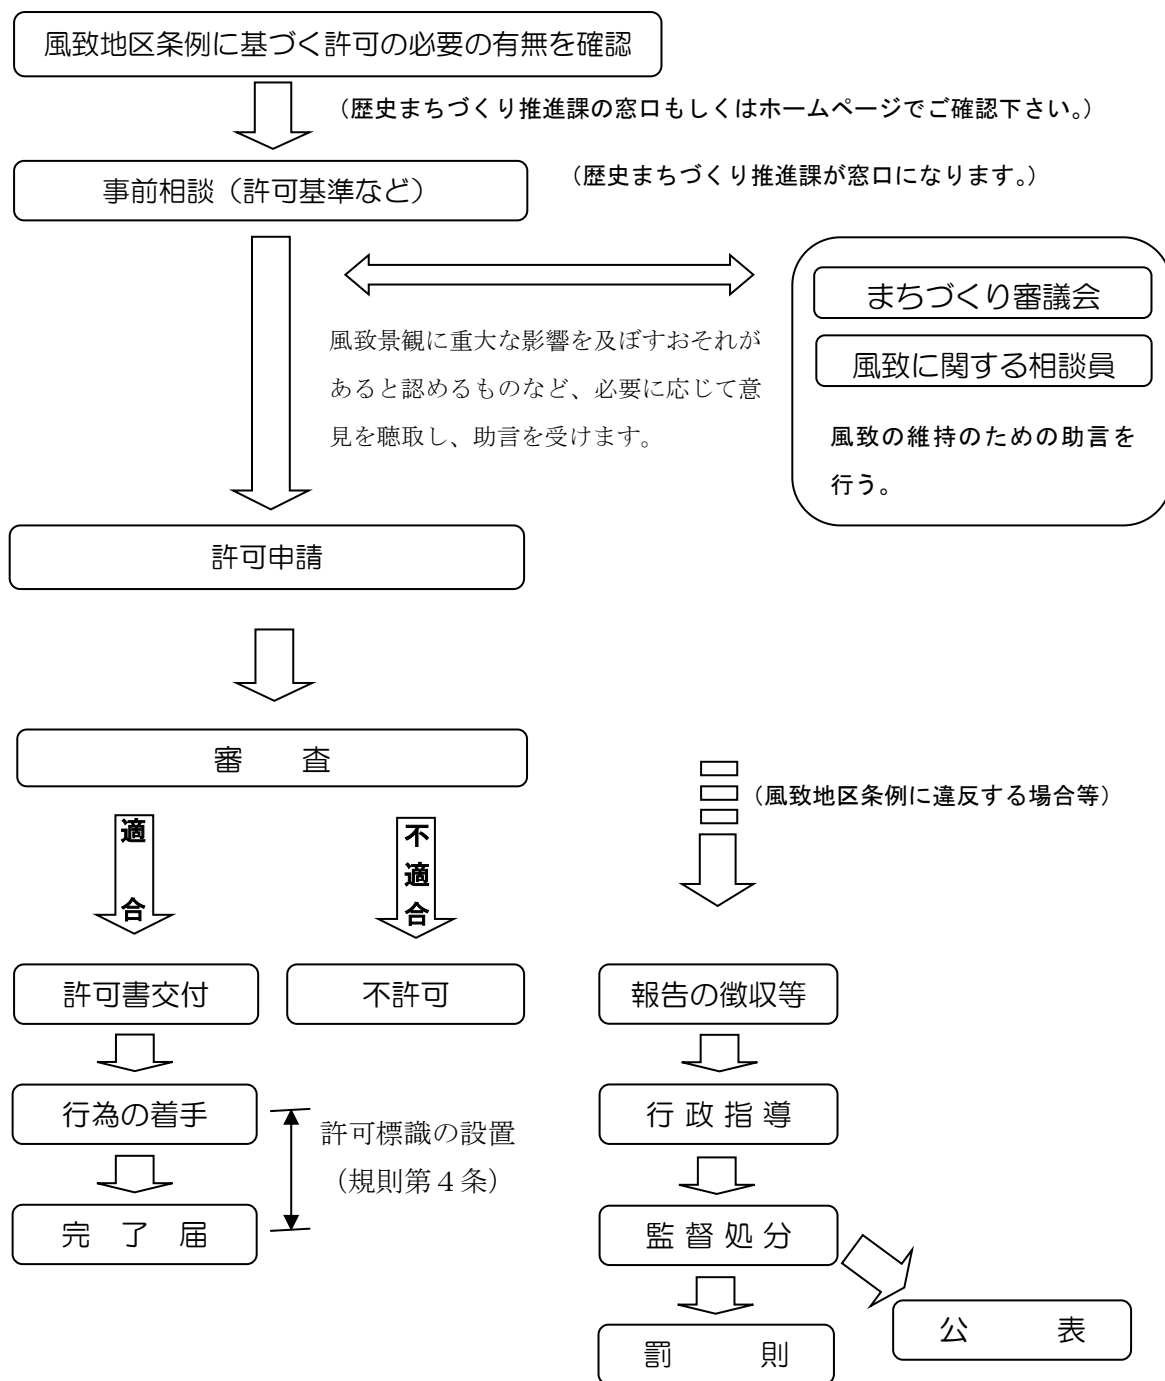 風致地区条例に基づく許可の必要の有無を確認
（歴史まちづくり推進課の窓口もしくはホームページでご確認下さい。）
事前相談（許可基準など）
（歴史まちづくり推進課が窓口になります。）
まちづくり審議会
風致に関する相談員
風致の維持のための助言を
行う。
風致景観に重大な影響を及ぼすおそれが
あると認めるものなど、必要に応じて意
見を聴取し、助言を受けます。
許可申請
審　　査
（風致地区条例に違反する場合等）
適合
不適合
許可書交付
不許可
報告の徴収等
行為の着手
許可標識の設置
（規則第４条）
行 政 指 導
完　了　届
監 督 処 分
公　　　表
罰　　　則